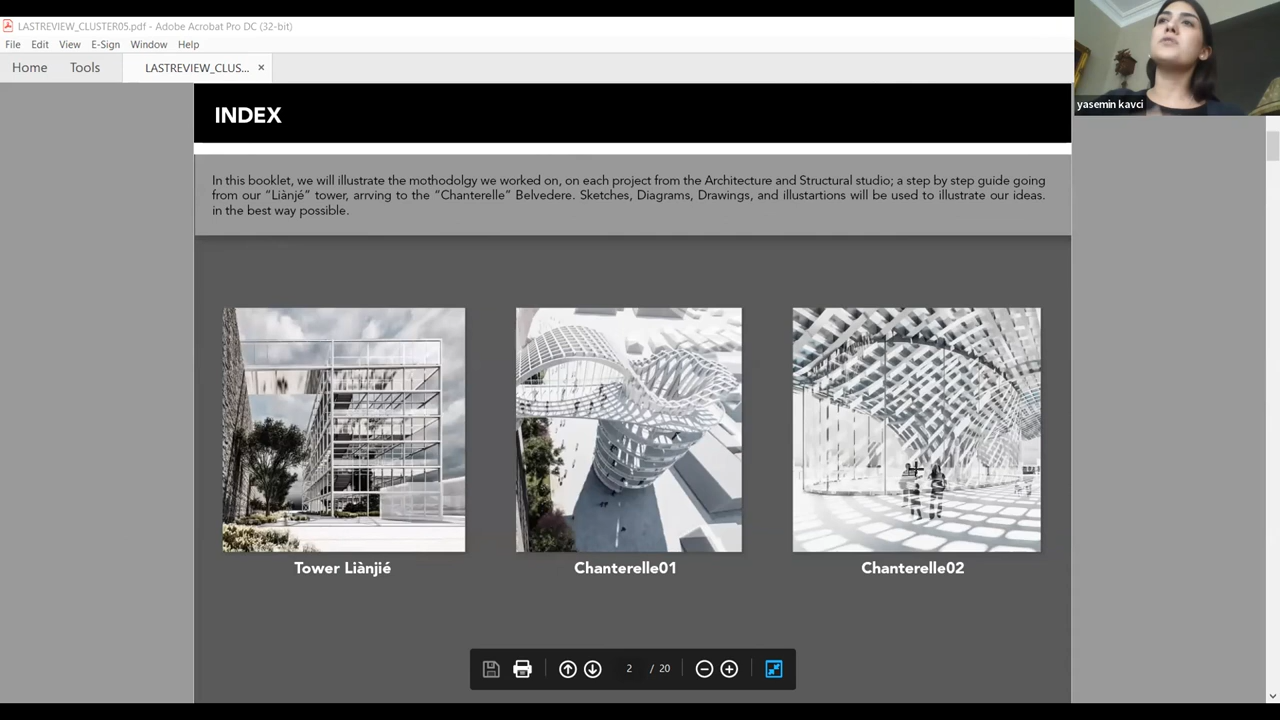 LASTREVIEW_CLUSTER05.pdf - Adobe Acrobat Pro DC (32-bit)
File Edit View E-Sign Window Help
Home Tools LASTREVIEW_CLUS... ×
yasemin kavci
INDEX
In this booklet, we will illustrate the mothodolgy we worked on, on each project from the Architecture and Structural studio; a step by step guide going
from our “Liànjé” tower, arrving to the “Chanterelle” Belvedere. Sketches, Diagrams, Drawings, and illustartions will be used to illustrate our ideas.
in the best way possible.
Tower Liànjié Chanterelle01 Chanterelle02
2 / 20